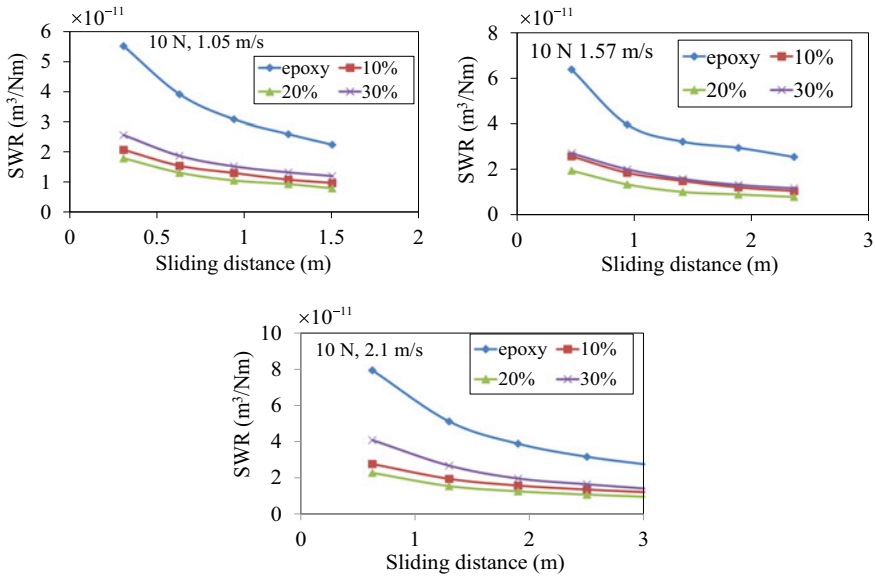 ×10⁻¹¹
6
5
4
3
2
1
0
SWR (m³/Nm)
10 N, 1.05 m/s
epoxy 10%
20% 30%
0 0.5 1 1.5 2
Sliding distance (m)
×10⁻¹¹
8
6
4
2
0
SWR (m³/Nm)
10 N 1.57 m/s
epoxy 10%
20% 30%
0 1 2 3
Sliding distance (m)
×10⁻¹¹
10
8
6
4
2
0
SWR (m³/Nm)
10 N, 2.1 m/s
epoxy 10%
20% 30%
0 1 2 3
Sliding distance (m)